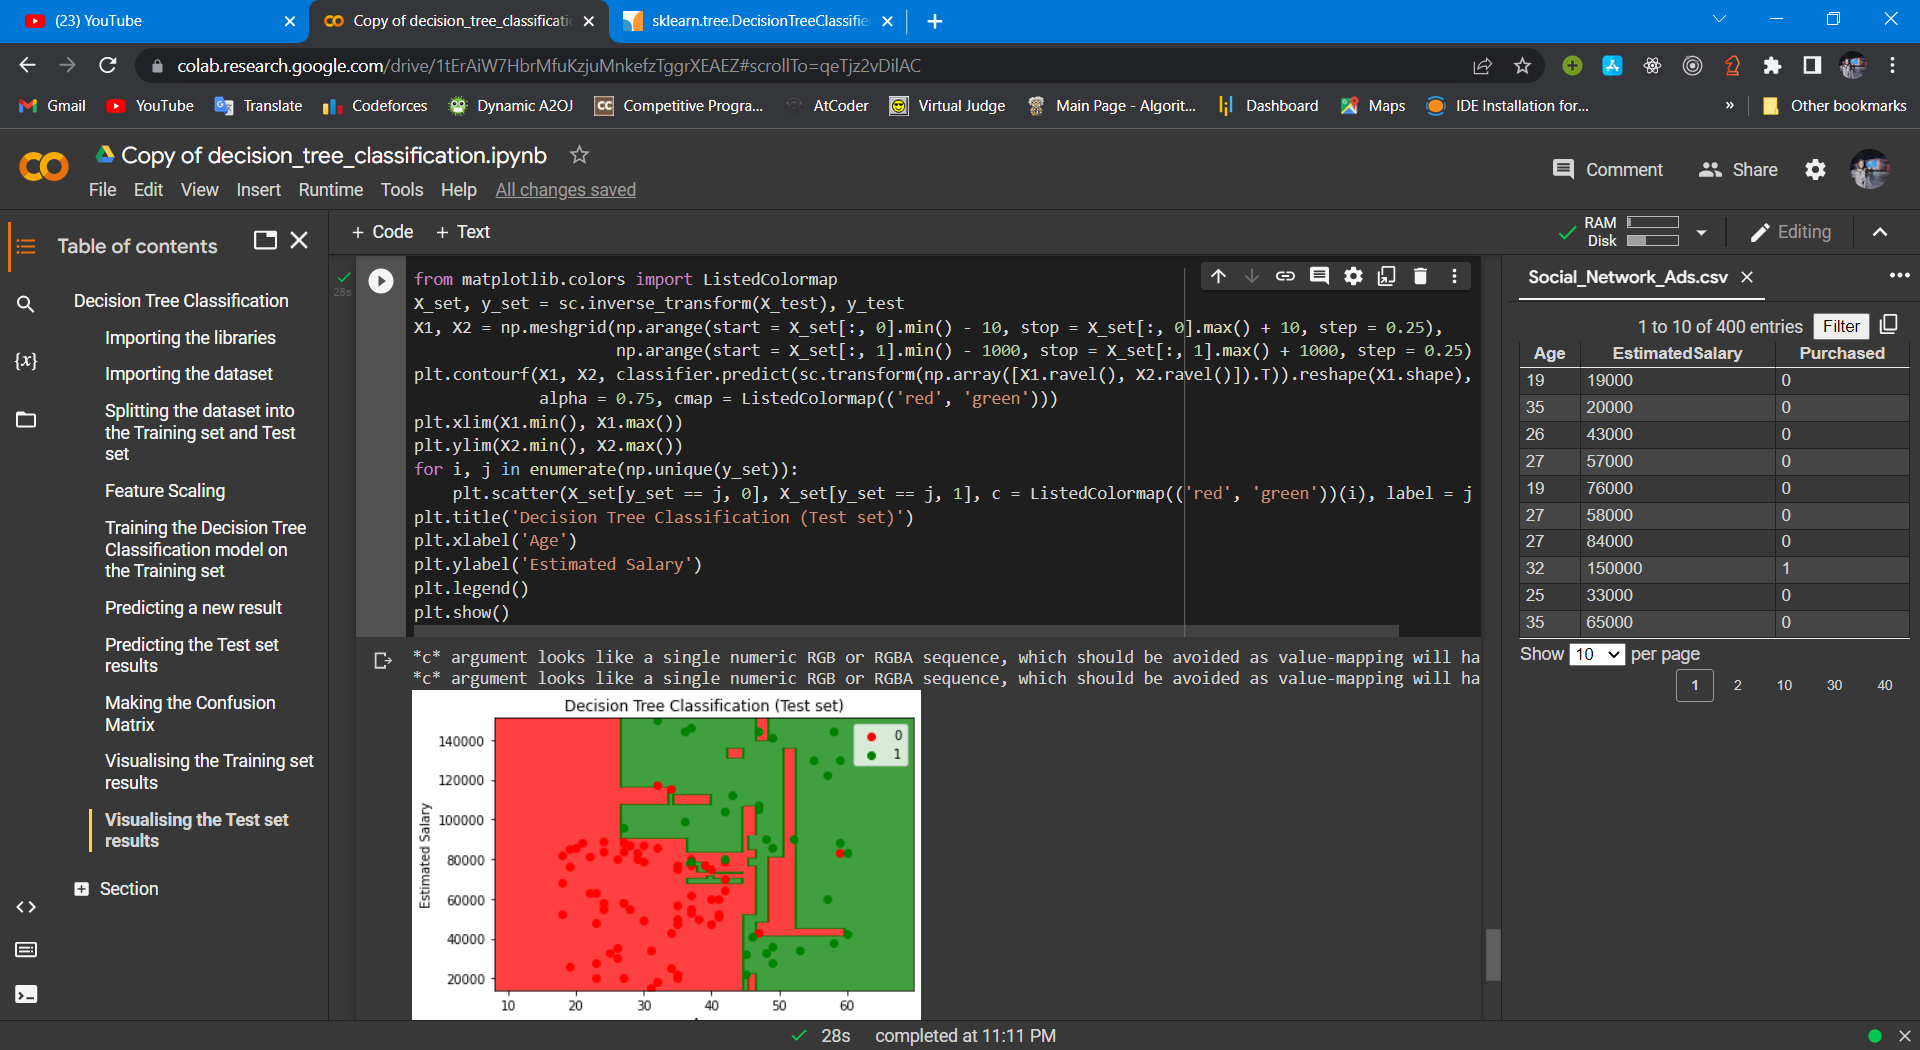 (23) YouTube
Copy of decision_tree_classificati
sklearn.tree.DecisionTreeClassifie
colab.research.google.com/drive/1tErAiW7HbrMfuKzjuMnkefzTggrXEAEZ#scrollTo=qeTjz2vDilAC
Gmail YouTube Translate Codeforces Dynamic A2OJ CC Competitive Progra... AtCoder Virtual Judge Main Page - Algorit... Dashboard Maps IDE Installation for... » Other bookmarks
Copy of decision_tree_classification.ipynb
Comment Share
File Edit View Insert Runtime Tools Help All changes saved
+ Code + Text
RAM
Disk
Editing
Table of contents
Decision Tree Classification
Importing the libraries
Importing the dataset
Splitting the dataset into
the Training set and Test
set
Feature Scaling
Training the Decision Tree
Classification model on
the Training set
Predicting a new result
Predicting the Test set
results
Making the Confusion
Matrix
Visualising the Training set
results
Visualising the Test set
results
Section
{x}
28s
from matplotlib.colors import ListedColormap
X_set, y_set = sc.inverse_transform(X_test), y_test
X1, X2 = np.meshgrid(np.arange(start = X_set[:, 0].min() - 10, stop = X_set[:, 0].max() + 10, step = 0.25),
np.arange(start = X_set[:, 1].min() - 1000, stop = X_set[:, 1].max() + 1000, step = 0.25)
plt.contourf(X1, X2, classifier.predict(sc.transform(np.array([X1.ravel(), X2.ravel()]).T)).reshape(X1.shape),
alpha = 0.75, cmap = ListedColormap(('red', 'green')))
plt.xlim(X1.min(), X1.max())
plt.ylim(X2.min(), X2.max())
for i, j in enumerate(np.unique(y_set)):
plt.scatter(X_set[y_set == j, 0], X_set[y_set == j, 1], c = ListedColormap(('red', 'green'))(i), label = j
plt.title('Decision Tree Classification (Test set)')
plt.xlabel('Age')
plt.ylabel('Estimated Salary')
plt.legend()
plt.show()
*c* argument looks like a single numeric RGB or RGBA sequence, which should be avoided as value-mapping will ha
*c* argument looks like a single numeric RGB or RGBA sequence, which should be avoided as value-mapping will ha
Decision Tree Classification (Test set)
0
1
Estimated Salary
140000
120000
100000
80000
60000
40000
20000
10 20 30 40 50 60
Social_Network_Ads.csv
1 to 10 of 400 entries Filter
Age EstimatedSalary Purchased
19 19000 0
35 20000 0
26 43000 0
27 57000 0
19 76000 0
27 58000 0
27 84000 0
32 150000 1
25 33000 0
35 65000 0
Show 10 per page
1 2 10 30 40
28s completed at 11:11 PM